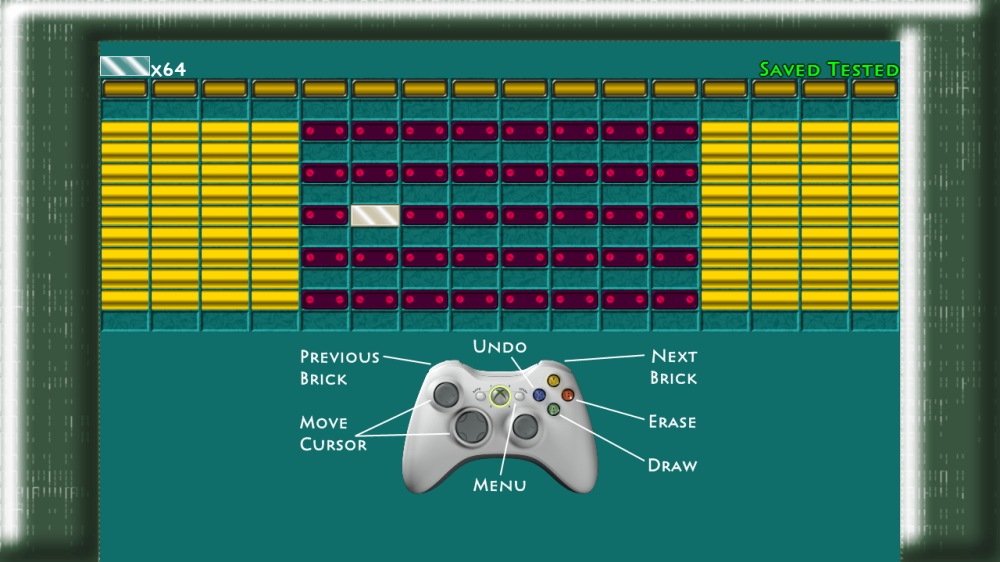 x64
Saved Tested
Undo
Previous
Brick
Next
Brick
Move
Cursor
Erase
Draw
Menu